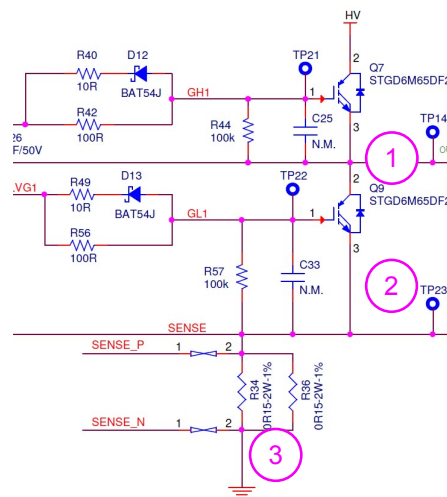 HV
R40
D12
TP21
2
Q7
STGD6M65DF2
10R
BAT54J
GH1
1
R42
100R
R44
100k
C25
N.M.
3
TP14
26
F/50V
1
LVG1
R49
D13
TP22
2
Q9
STGD6M65DF2
10R
BAT54J
GL1
1
R56
100R
3
R57
100k
C33
N.M.
2
TP23
SENSE
SENSE_P
1
2
R34
0R15-2W-1%
R36
0R15-2W-1%
SENSE_N
1
2
3